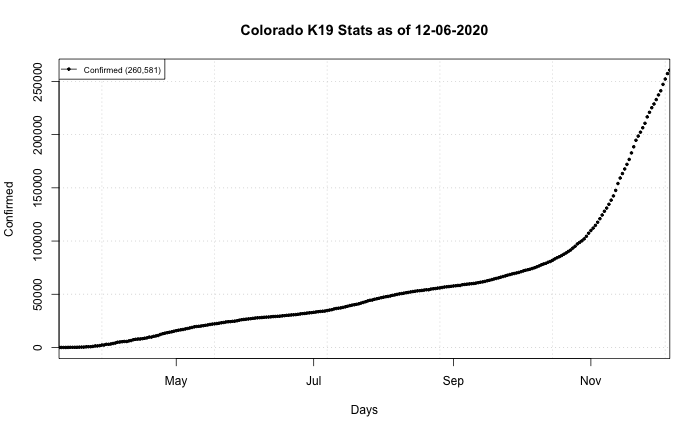 Colorado K19 Stats as of 12-06-2020
Confirmed (260,581)
Confirmed
250000
200000
150000
100000
50000
0
May Jul Sep Nov
Days